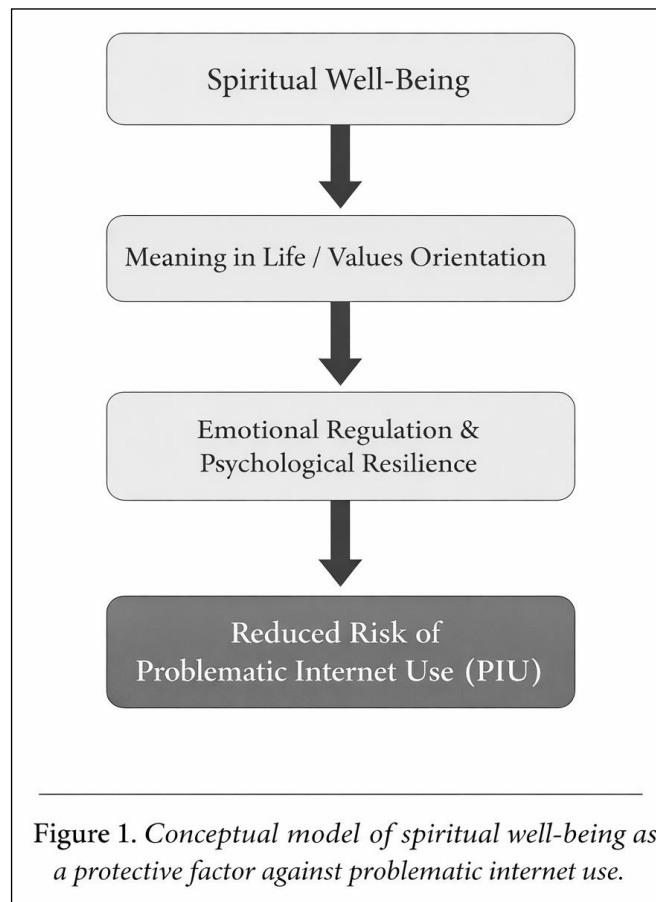 Spiritual Well-Being
Meaning in Life / Values Orientation
Emotional Regulation &
Psychological Resilience
Reduced Risk of
Problematic Internet Use (PIU)
Figure 1. Conceptual model of spiritual well-being as
a protective factor against problematic internet use.